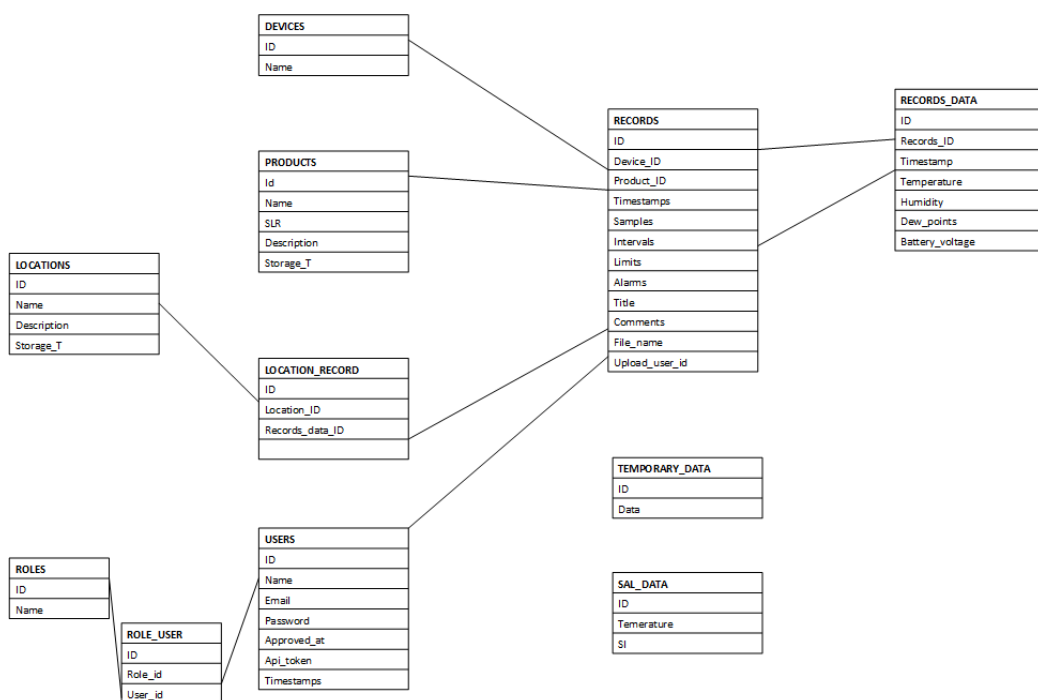 DEVICES
ID
Name
PRODUCTS
Id
Name
SLR
Description
Storage_T
LOCATIONS
ID
Name
Description
Storage_T
LOCATION_RECORD
ID
Location_ID
Records_data_ID
ROLES
ID
Name
ROLE_USER
ID
Role_id
User_id
USERS
ID
Name
Email
Password
Approved_at
Api_token
Timestamps
RECORDS
ID
Device_ID
Product_ID
Timestamps
Samples
Intervals
Limits
Alarms
Title
Comments
File_name
Upload_user_id
RECORDS_DATA
ID
Records_ID
Timestamp
Temperature
Humidity
Dew_points
Battery_voltage
TEMPORARY_DATA
ID
Data
SAL_DATA
ID
Temerature
SI